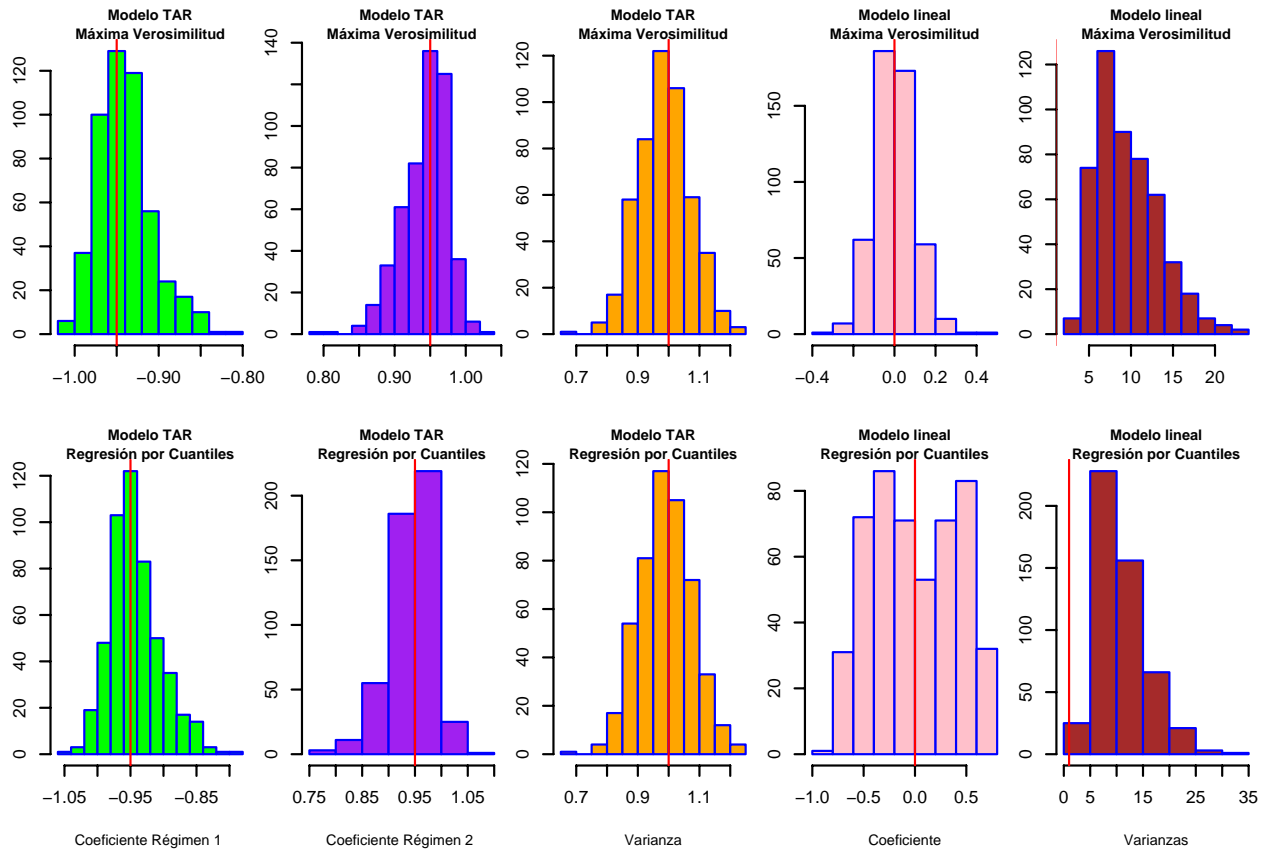 Modelo TAR
Máxima Verosimilitud
0 20 40 60 80 100 120
−1.00 −0.90 −0.80
Modelo TAR
Máxima Verosimilitud
0 20 40 60 80 100 120 140
0.80 0.90 1.00
Modelo TAR
Máxima Verosimilitud
0 20 40 60 80 100 120
0.7 0.9 1.1
Modelo lineal
Máxima Verosimilitud
0 50 100 150
−0.4 0.0 0.2 0.4
Modelo lineal
Máxima Verosimilitud
0 20 40 60 80 100 120
5 10 15 20
Modelo TAR
Regresión por Cuantiles
0 20 40 60 80 100 120
−1.05 −0.95 −0.85
Coeficiente Régimen 1
Modelo TAR
Regresión por Cuantiles
0 50 100 150 200
0.75 0.85 0.95 1.05
Coeficiente Régimen 2
Modelo TAR
Regresión por Cuantiles
0 20 40 60 80 100 120
0.7 0.9 1.1
Varianza
Modelo lineal
Regresión por Cuantiles
0 20 40 60 80
−1.0 −0.5 0.0 0.5
Coeficiente
Modelo lineal
Regresión por Cuantiles
0 50 100 150 200
0 5 15 25 35
Varianzas